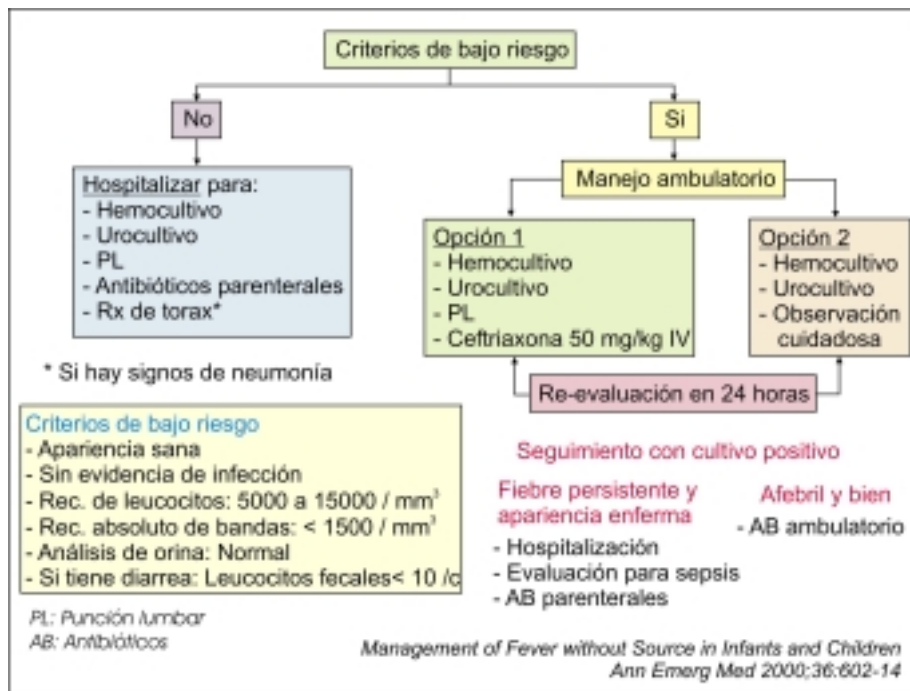 Criterios de bajo riesgo
No
Si
Hospitalizar para:
- Hemocultivo
- Urocultivo
- PL
- Antibióticos parenterales
- Rx de torax*
* Si hay signos de neumonía
Manejo ambulatorio
Opción 1
- Hemocultivo
- Urocultivo
- PL
- Ceftriaxona 50 mg/kg IV
Opción 2
- Hemocultivo
- Urocultivo
- Observación
cuidadosa
Re-evaluación en 24 horas
Criterios de bajo riesgo
- Apariencia sana
- Sin evidencia de infección
- Rec. de leucocitos: 5000 a 15000 / mm³
- Rec. absoluto de bandas: < 1500 / mm³
- Análisis de orina: Normal
- Si tiene diarrea: Leucocitos fecales< 10 /c
PL: Punción lumbar
AB: Antibióticos
Seguimiento con cultivo positivo
Fiebre persistente y
apariencia enferma
- Hospitalización
- Evaluación para sepsis
- AB parenterales
Afebril y bien
- AB ambulatorio
Management of Fever without Source in Infants and Children
Ann Emerg Med 2000;36:602-14